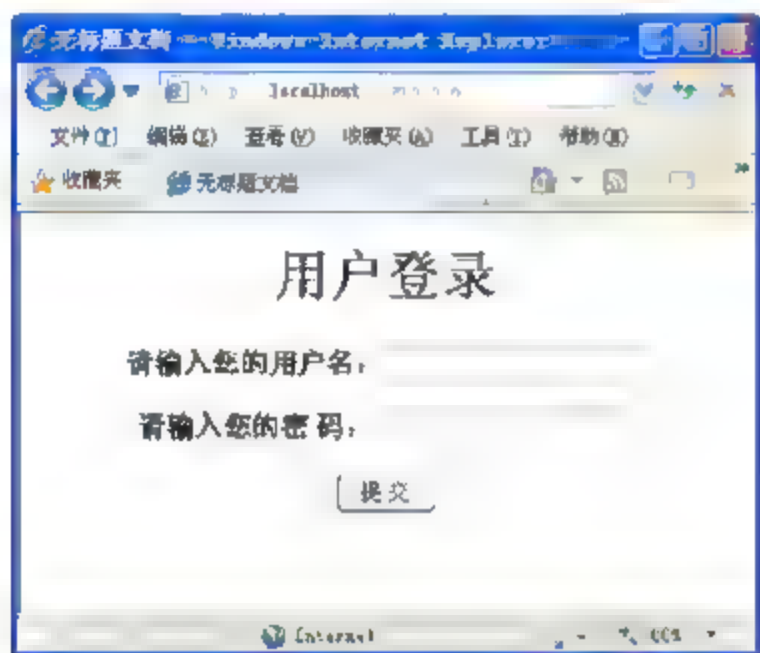 无标题文档 - Windows Internet Explorer
localhost
文件(F) 编辑(E) 查看(V) 收藏夹(A) 工具(T) 帮助(H)
收藏夹 无标题文档
用户登录
请输入您的用户名:
请输入您的密码:
提交
Internet